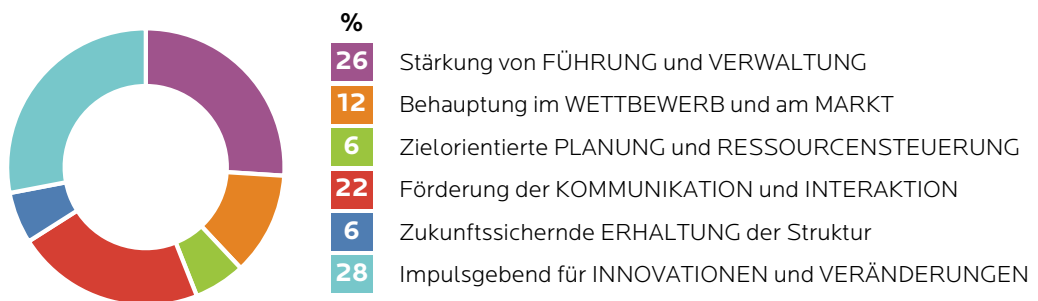 %
26 Stärkung von FÜHRUNG und VERWALTUNG
12 Behauptung im WETTBEWERB und am MARKT
6 Zielorientierte PLANUNG und RESSOURCENSTEUERUNG
22 Förderung der KOMMUNIKATION und INTERAKTION
6 Zukunftssichernde ERHALTUNG der Struktur
28 Impulsgebend für INNOVATIONEN und VERÄNDERUNGEN